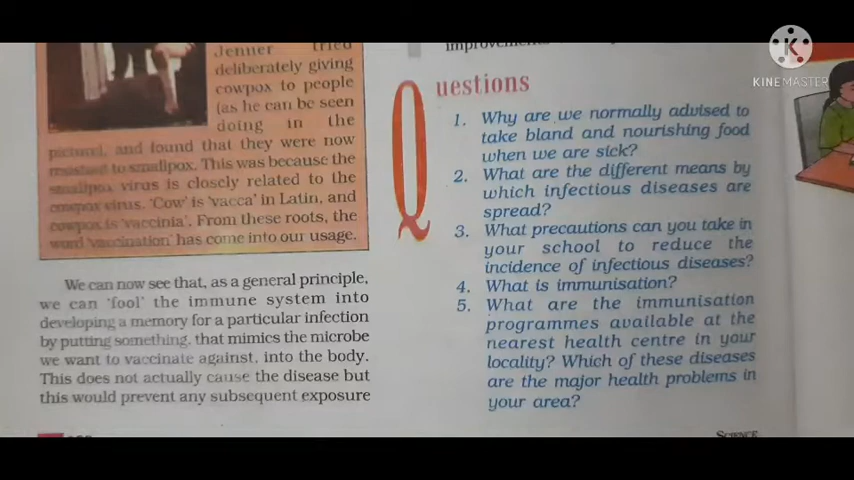 Jenner tried
deliberately giving
cowpox to people
(as he can be seen
doing in the
picture), and found that they were now
resistant to smallpox. This was because the
smallpox virus is closely related to the
cowpox virus. 'Cow' is 'vacca' in Latin, and
cowpox is 'vaccinia'. From these roots, the
word 'vaccination' has come into our usage.
We can now see that, as a general principle,
we can 'fool' the immune system into
developing a memory for a particular infection
by putting something, that mimics the microbe
we want to vaccinate against, into the body.
This does not actually cause the disease but
this would prevent any subsequent exposure
Questions
1. Why are we normally advised to
take bland and nourishing food
when we are sick?
2. What are the different means by
which infectious diseases are
spread?
3. What precautions can you take in
your school to reduce the
incidence of infectious diseases?
4. What is immunisation?
5. What are the immunisation
programmes available at the
nearest health centre in your
locality? Which of these diseases
are the major health problems in
your area?
SCIENCE
K
KINEMASTER